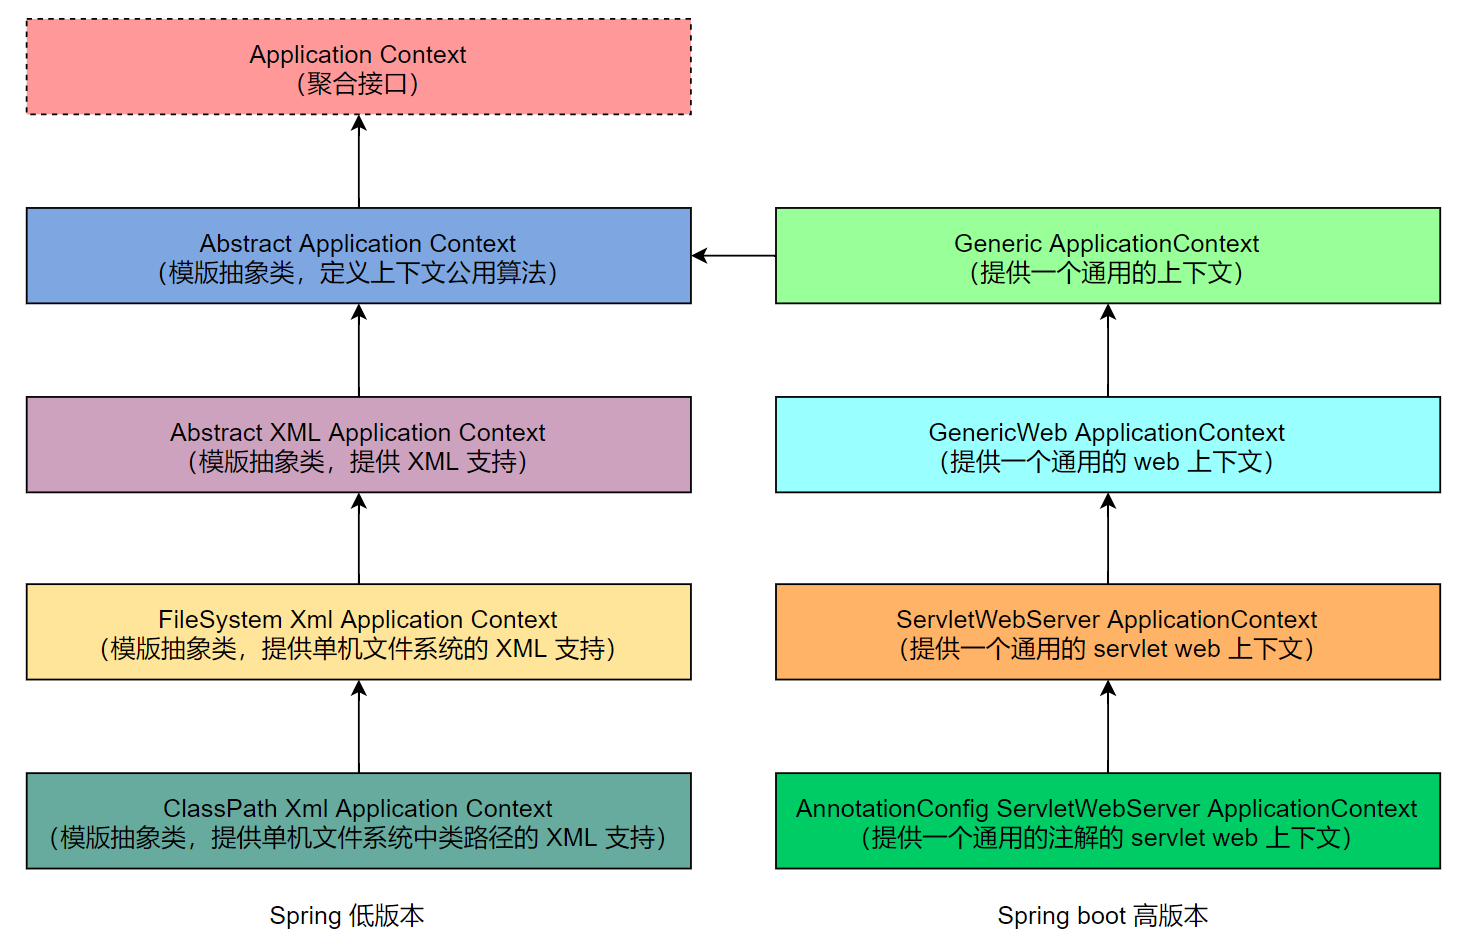 Application Context
（聚合接口）
Abstract Application Context
（模版抽象类，定义上下文公用算法）
Generic ApplicationContext
（提供一个通用的上下文）
Abstract XML Application Context
（模版抽象类，提供 XML 支持）
GenericWeb ApplicationContext
（提供一个通用的 web 上下文）
FileSystem Xml Application Context
（模版抽象类，提供单机文件系统的 XML 支持）
ServletWebServer ApplicationContext
（提供一个通用的 servlet web 上下文）
ClassPath Xml Application Context
（模版抽象类，提供单机文件系统中类路径的 XML 支持）
AnnotationConfig ServletWebServer ApplicationContext
（提供一个通用的注解的 servlet web 上下文）
Spring 低版本
Spring boot 高版本